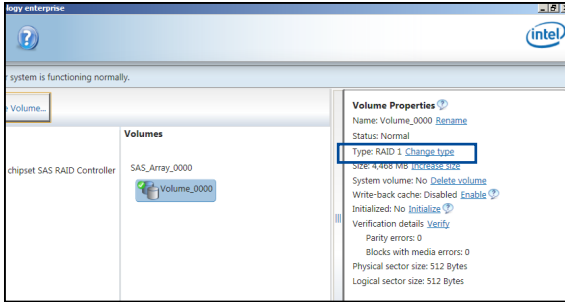 logy enterprise
?
intel
system is functioning normally.
Volume...
Volumes
chipset SAS RAID Controller
SAS_Array_0000
Volume_0000
Volume Properties ?
Name: Volume_0000 Rename
Status: Normal
Type: RAID 1 Change type
Size: 4,468 MB Increase size
System volume: No Delete volume
Write-back cache: Disabled Enable ?
Initialized: No Initialize ?
Verification details Verify
Parity errors: 0
Blocks with media errors: 0
Physical sector size: 512 Bytes
Logical sector size: 512 Bytes